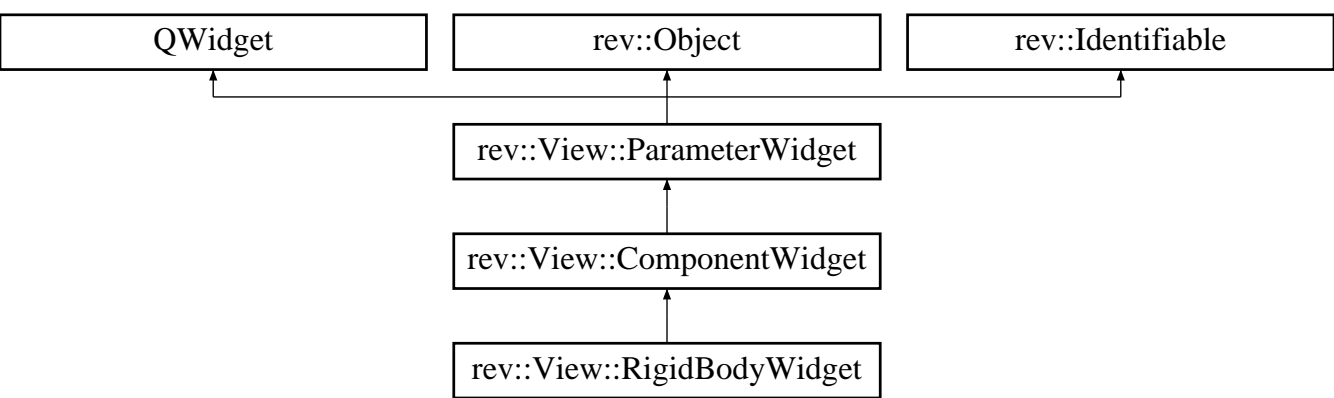 QWidget
rev::Object
rev::Identifiable
rev::View::ParameterWidget
rev::View::ComponentWidget
rev::View::RigidBodyWidget